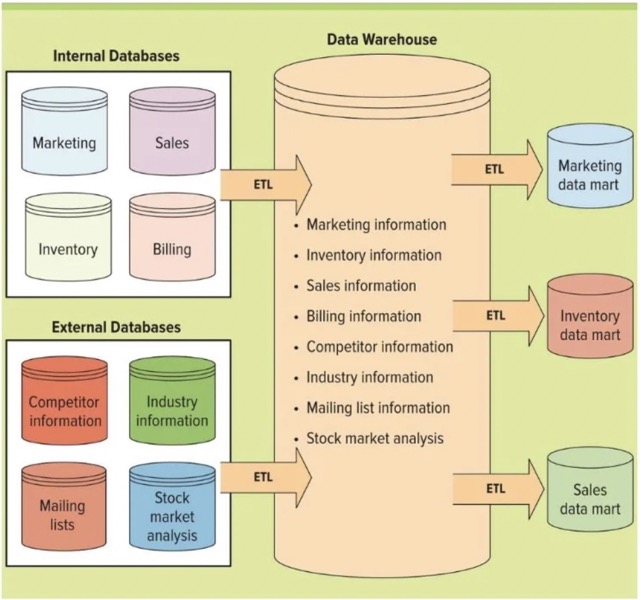 Data Warehouse
Internal Databases
Marketing
Sales
Inventory
Billing
External Databases
Competitor
information
Industry
information
Mailing
lists
Stock
market
analysis
ETL
ETL
• Marketing information
• Inventory information
• Sales information
• Billing information
• Competitor information
• Industry information
• Mailing list information
• Stock market analysis
ETL
Marketing
data mart
ETL
Inventory
data mart
ETL
Sales
data mart